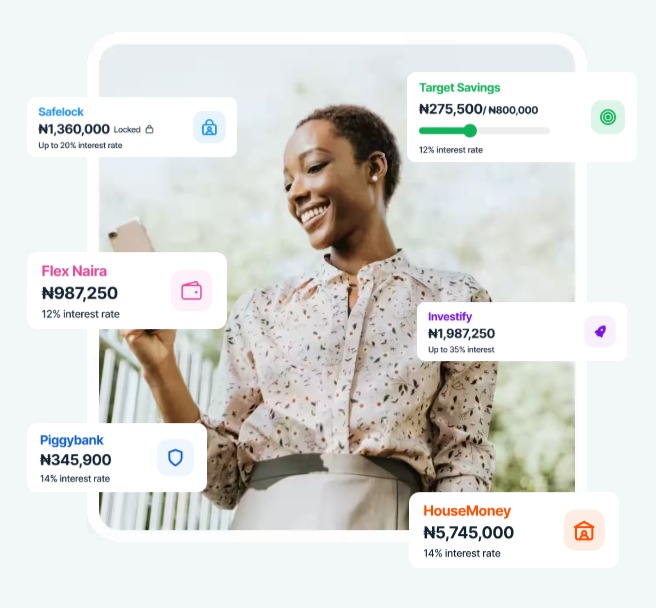 Safelock
₦1,360,000 Locked
Up to 20% interest rate
Target Savings
₦275,500/ ₦800,000
12% interest rate
Flex Naira
₦987,250
12% interest rate
Investify
₦1,987,250
Up to 35% interest
Piggybank
₦345,900
14% interest rate
HouseMoney
₦5,745,000
14% interest rate